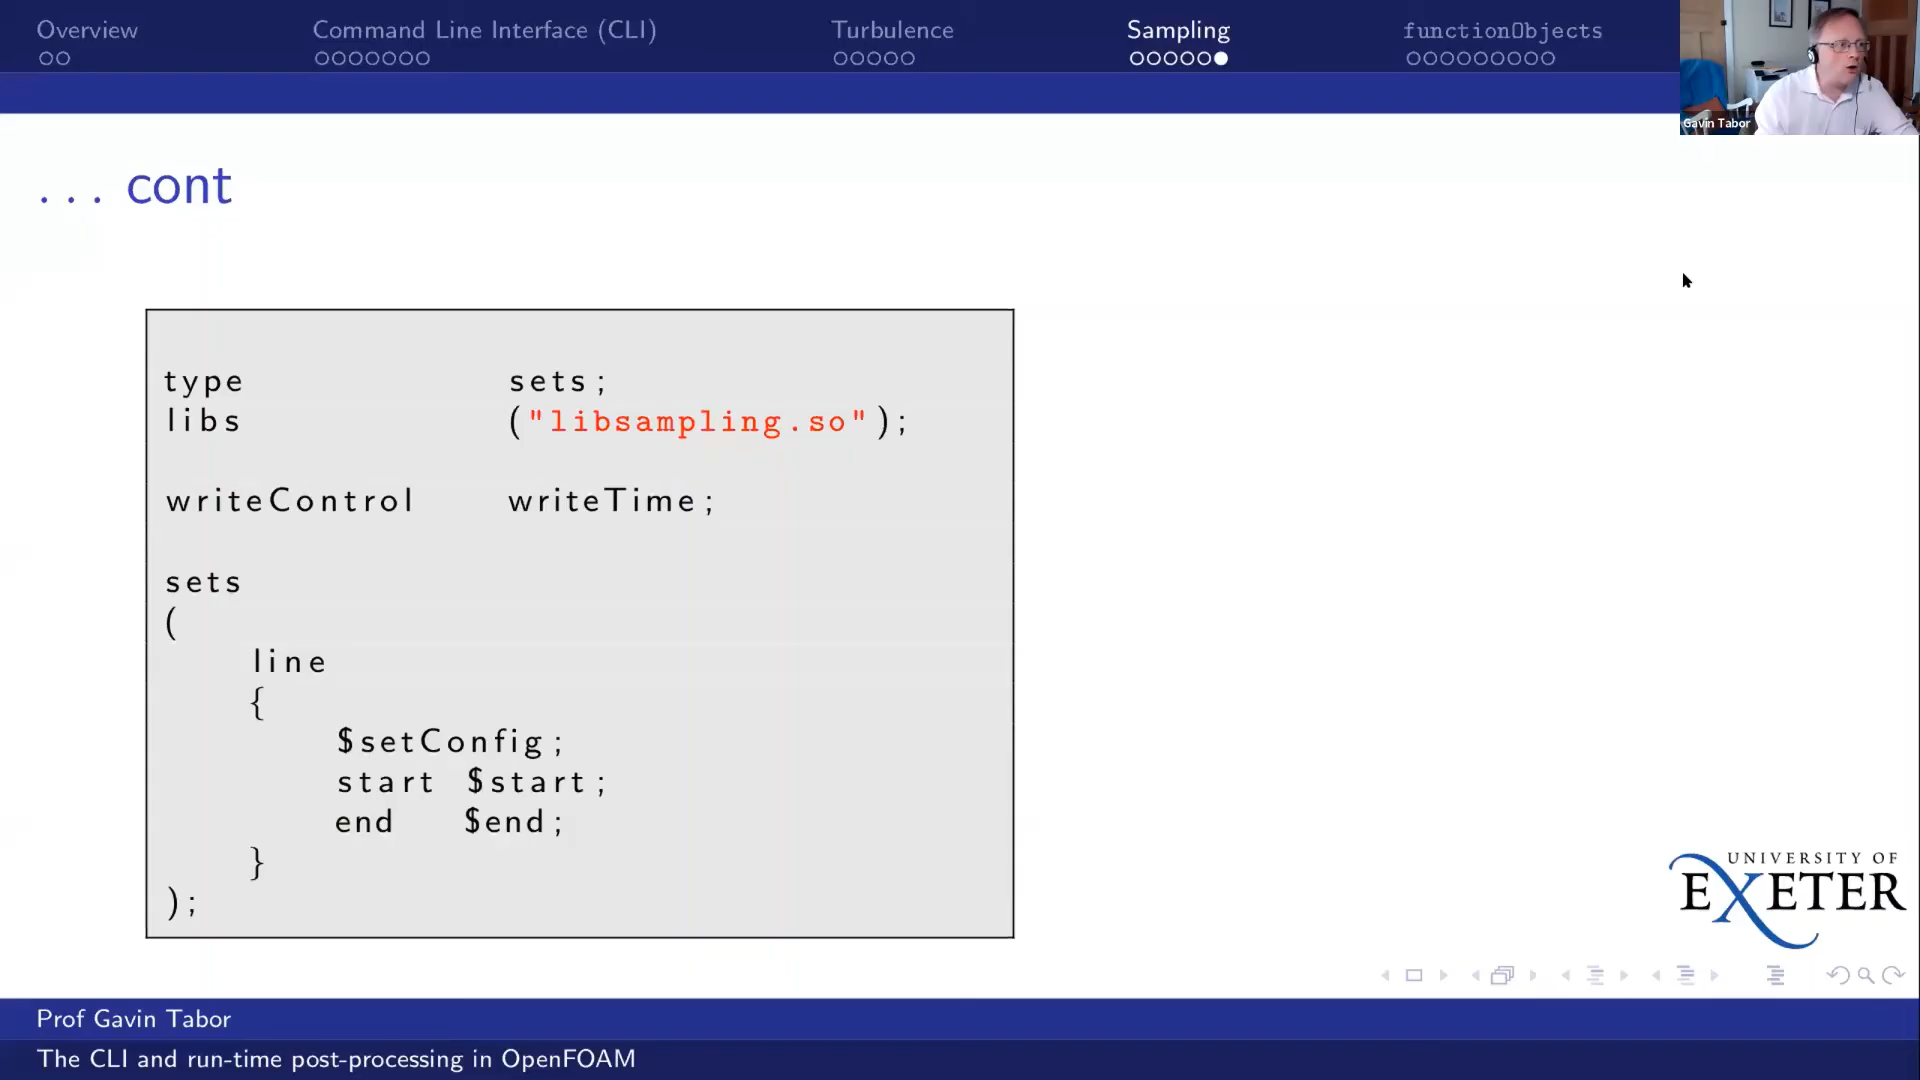 Overview
Command Line Interface (CLI)
Turbulence
Sampling
functionObjects
Gavin Tabor
. . . cont
type sets;
libs ("libsampling.so");
writeControl writeTime;
sets
(
line
{
$setConfig;
start $start;
end $end;
}
);
UNIVERSITY OF
EXETER
Prof Gavin Tabor
The CLI and run-time post-processing in OpenFOAM